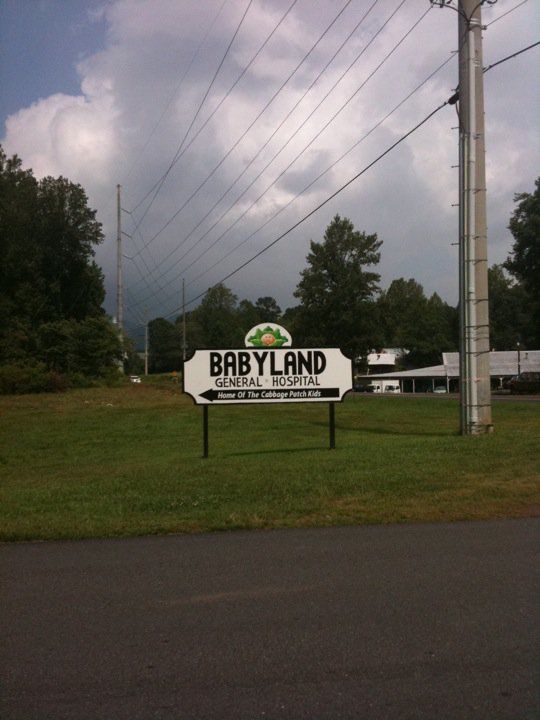 BABYLAND
GENERAL • HOSPITAL
Home Of The Cabbage Patch Kids